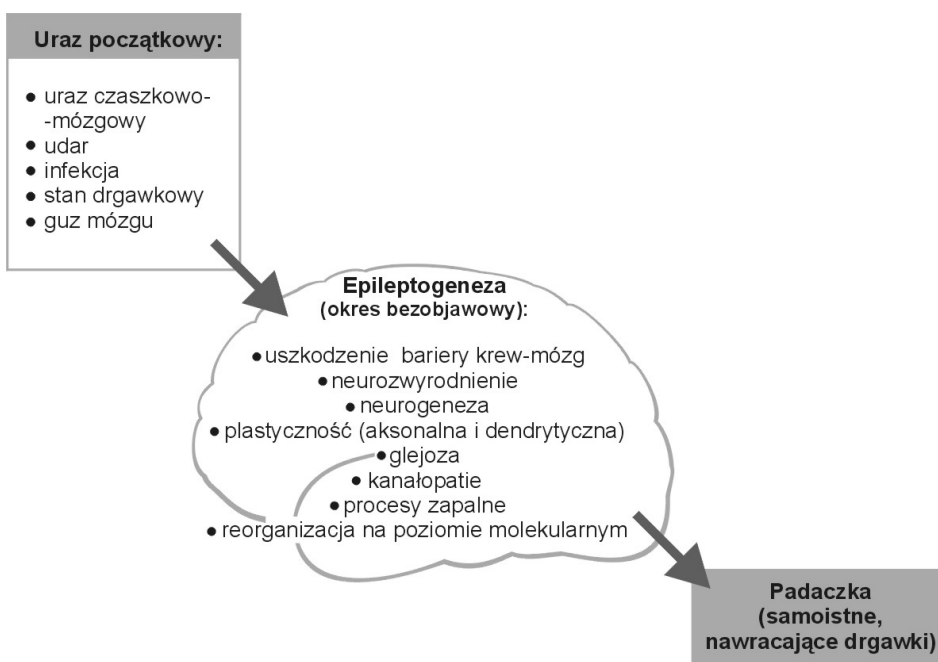 Uraz początkowy:
● uraz czaszkowo-
-mózgowy
● udar
● infekcja
● stan drgawkowy
● guz mózgu
Epileptogeneza
(okres bezobjawowy):
● uszkodzenie bariery krew-mózg
● neurozwyrodnienie
● neurogeneza
● plastyczność (aksonalna i dendrytyczna)
● glejoza
● kanałopatie
● procesy zapalne
● reorganizacja na poziomie molekularnym
Padaczka
(samoistne,
nawracające drgawki)